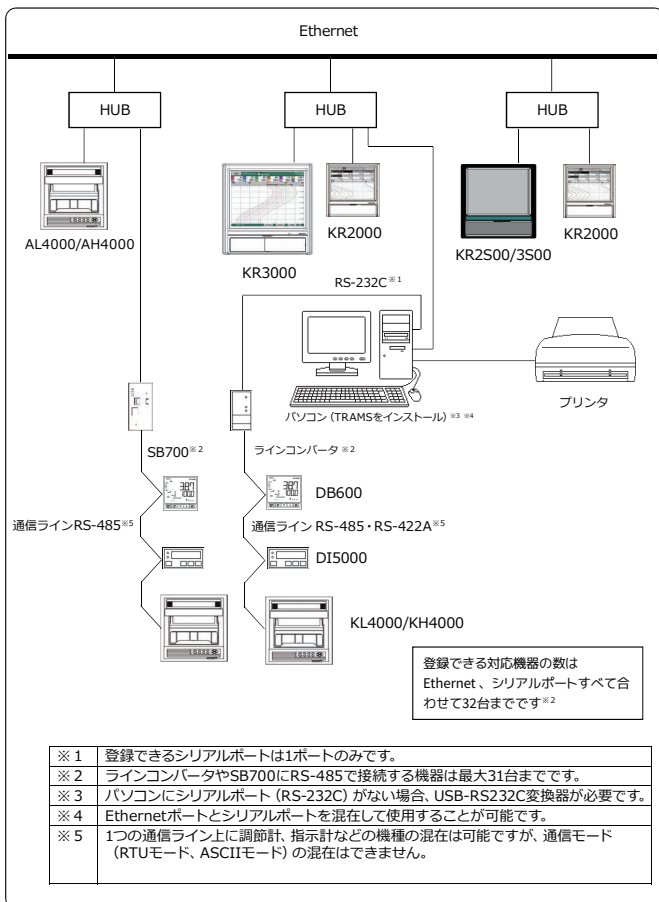 Ethernet
HUB
HUB
HUB
AL4000/AH4000
KR3000
KR2000
KR2S00/3S00
KR2000
RS-232C※1
パソコン（TRAMSをインストール）※3 ※4
プリンタ
SB700※2
ラインコンバータ※2
DB600
通信ラインRS-485※5
通信ライン RS-485・RS-422A※5
DI5000
KL4000/KH4000
登録できる対応機器の数は
Ethernet 、シリアルポートすべて合
わせて32台までです※2
※1 登録できるシリアルポートは1ポートのみです。
※2 ラインコンバータやSB700にRS-485で接続する機器は最大31台までです。
※3 パソコンにシリアルポート（RS-232C）がない場合、USB-RS232C変換器が必要です。
※4 Ethernetポートとシリアルポートを混在して使用することが可能です。
※5 1つの通信ライン上に調節計、指示計などの機種の混在は可能ですが、通信モード
（RTUモード、ASCIIモード）の混在はできません。